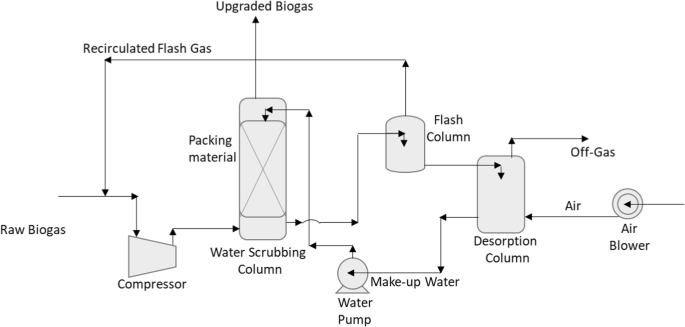 Upgraded Biogas
Recirculated Flash Gas
Packing
material
Flash
Column
Off-Gas
Raw Biogas
Compressor
Water Scrubbing
Column
Air
Air
Blower
Desorption
Column
Make-up Water
Water
Pump